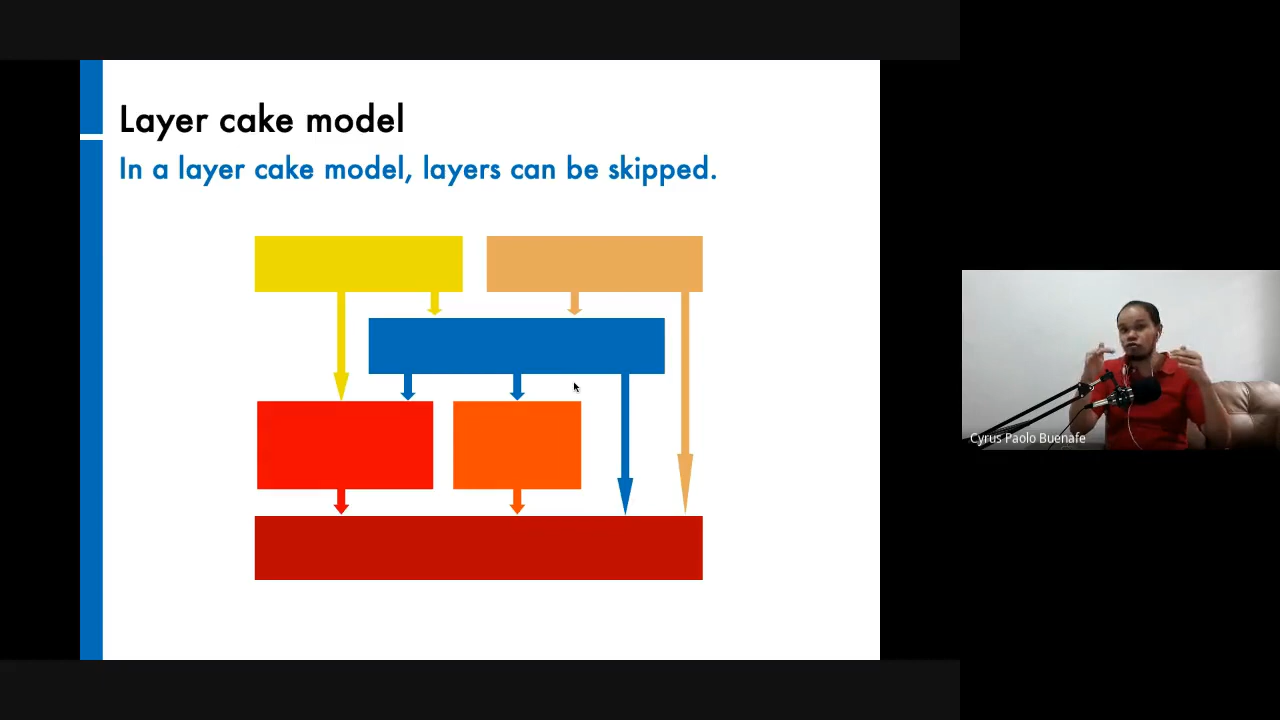 Layer cake model
In a layer cake model, layers can be skipped.
Cyrus Paolo Buenafe